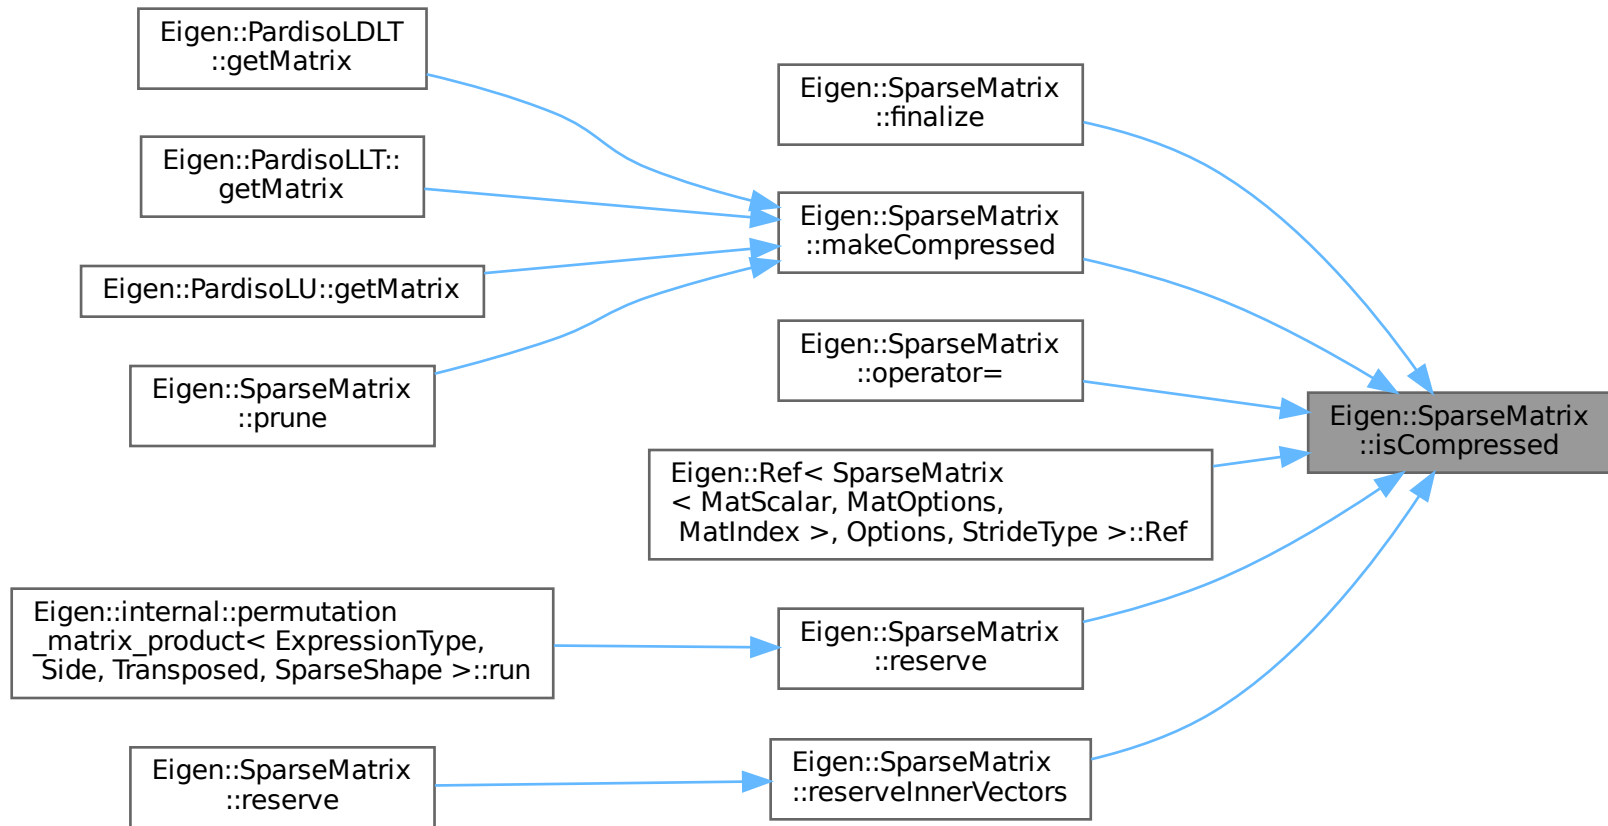 Eigen::PardisoLDLT
::getMatrix
Eigen::PardisoLLT::
getMatrix
Eigen::PardisoLU::getMatrix
Eigen::SparseMatrix
::prune
Eigen::internal::permutation
_matrix_product< ExpressionType,
Side, Transposed, SparseShape >::run
Eigen::SparseMatrix
::reserve
Eigen::SparseMatrix
::finalize
Eigen::SparseMatrix
::makeCompressed
Eigen::SparseMatrix
::operator=
Eigen::Ref< SparseMatrix
< MatScalar, MatOptions,
MatIndex >, Options, StrideType >::Ref
Eigen::SparseMatrix
::reserve
Eigen::SparseMatrix
::reserveInnerVectors
Eigen::SparseMatrix
::isCompressed